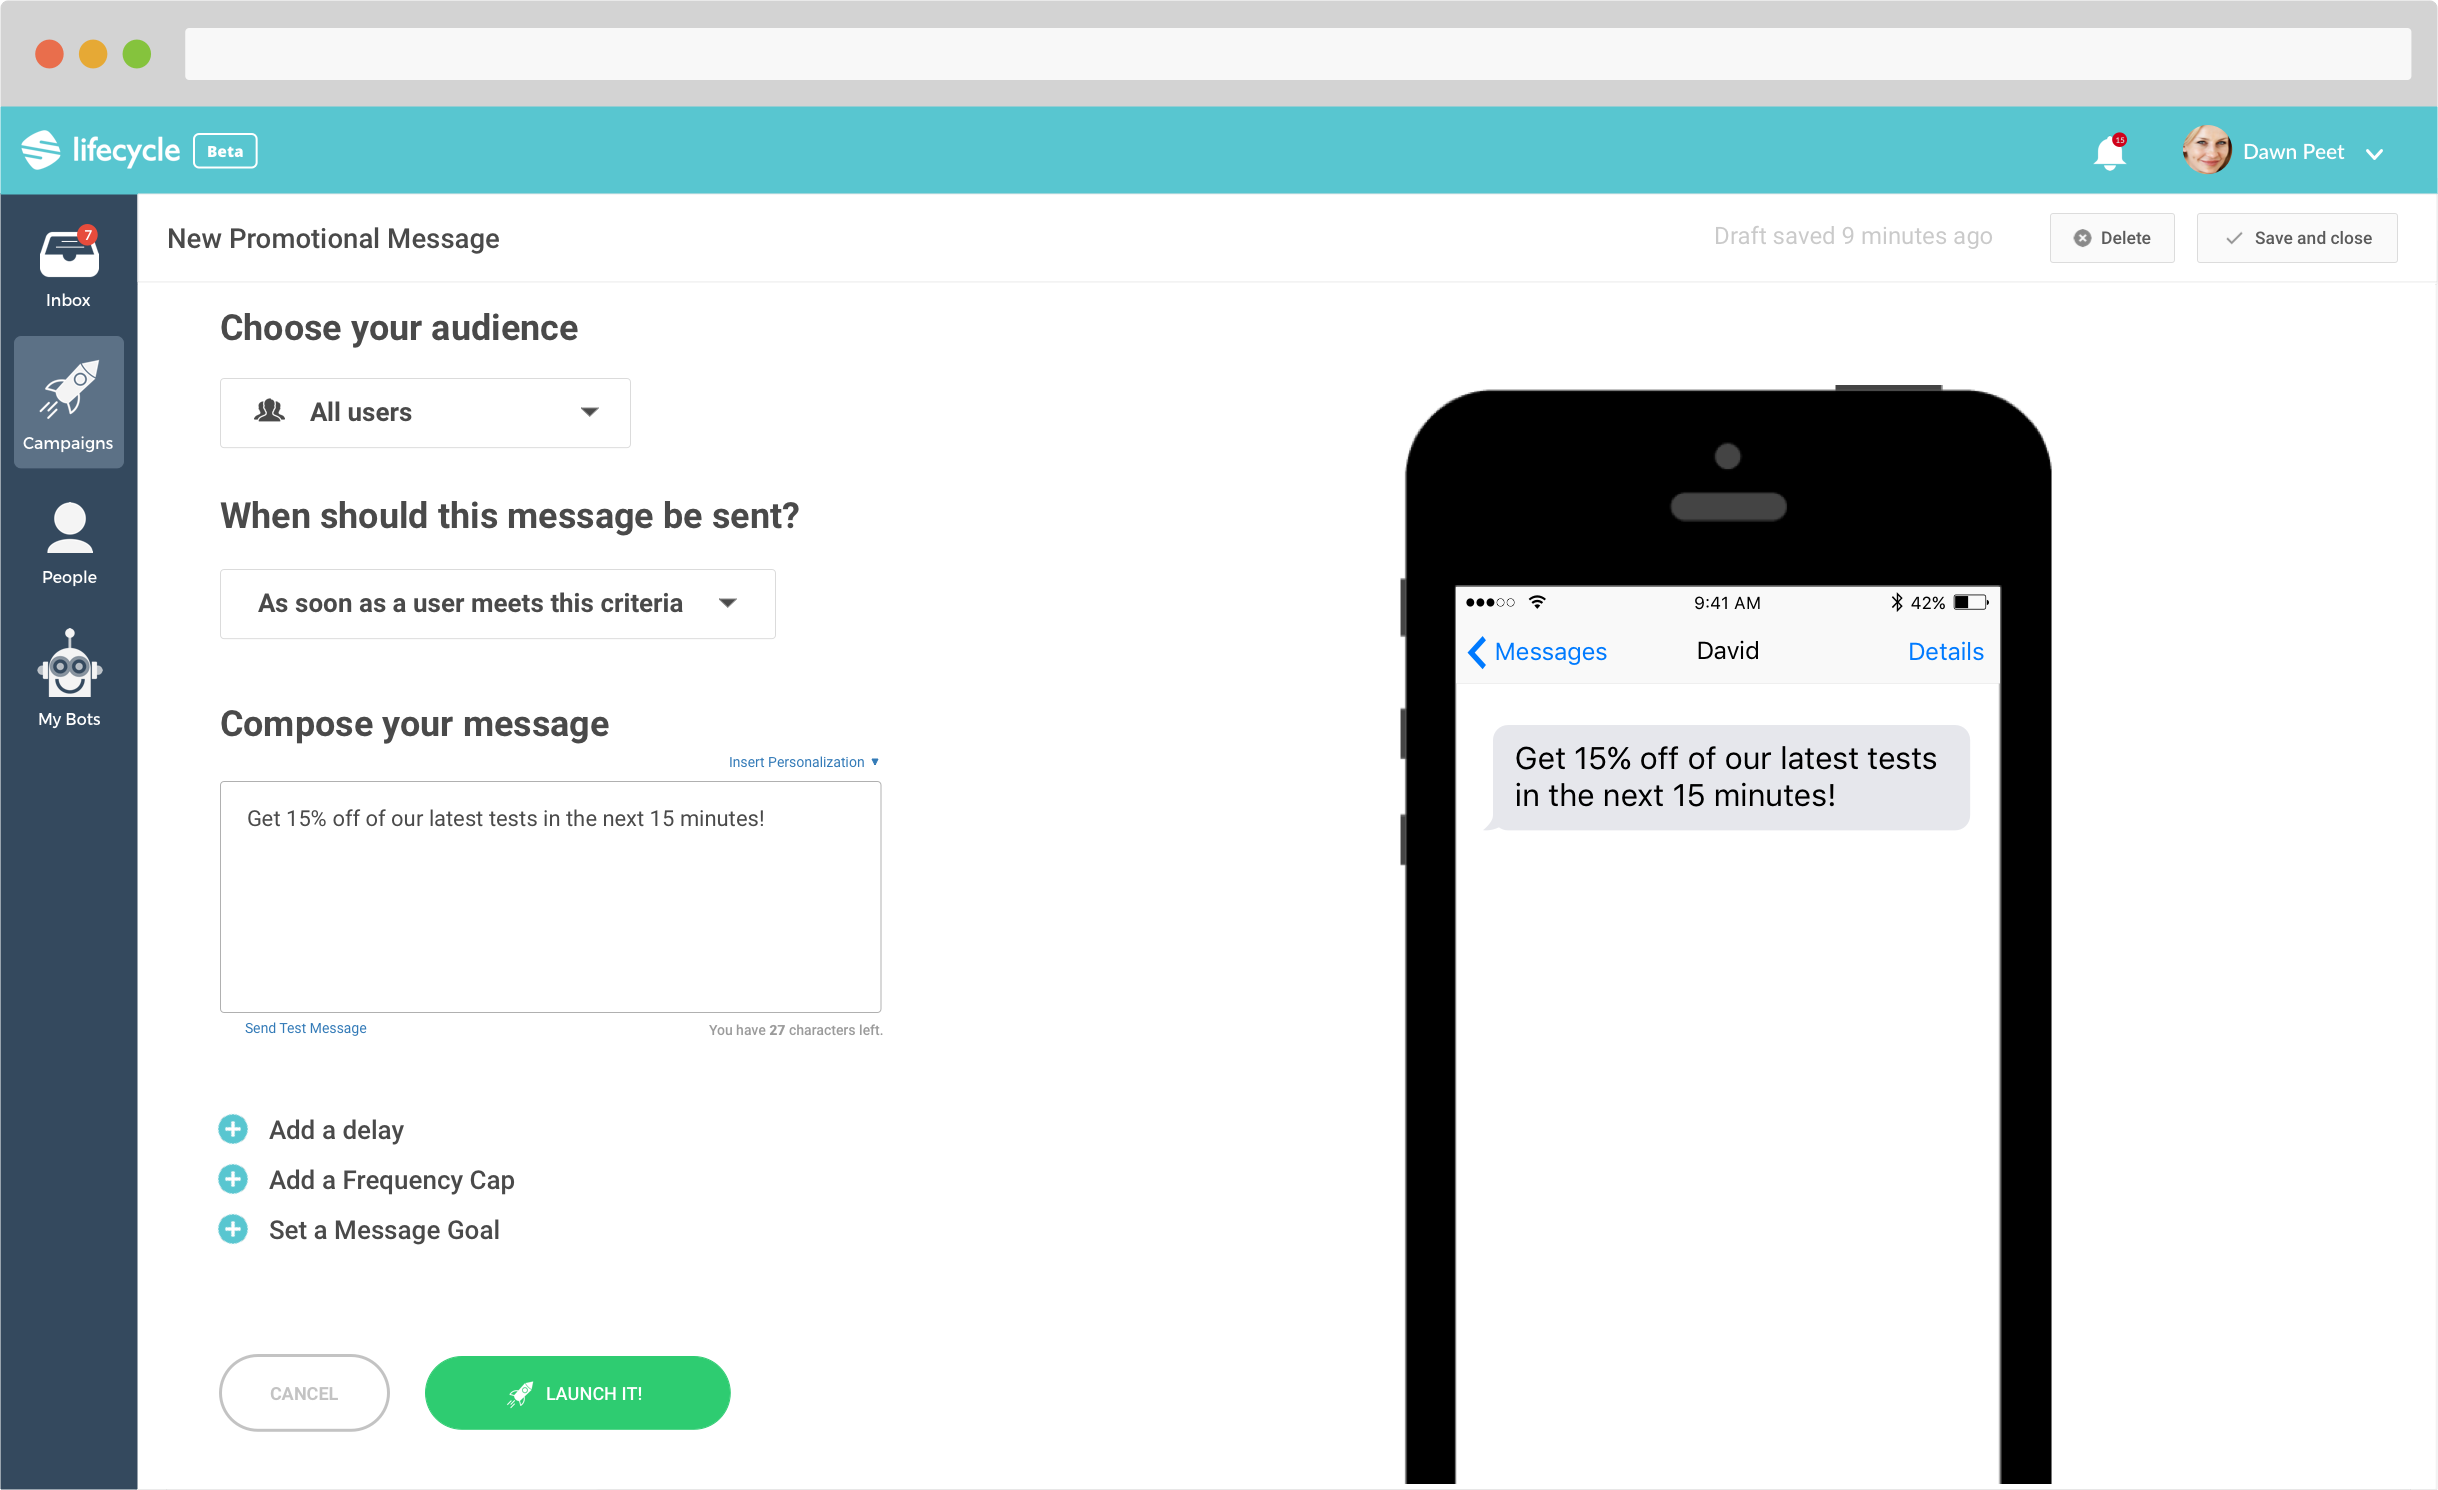 lifecycle Beta
15
Dawn Peet
7
Inbox
Campaigns
People
My Bots
New Promotional Message
Draft saved 9 minutes ago
Delete
Save and close
Choose your audience
All users
When should this message be sent?
As soon as a user meets this criteria
Compose your message
Insert Personalization
Get 15% off of our latest tests in the next 15 minutes!
Send Test Message
You have 27 characters left.
Add a delay
Add a Frequency Cap
Set a Message Goal
CANCEL
LAUNCH IT!
9:41 AM
42%
Messages
David
Details
Get 15% off of our latest tests
in the next 15 minutes!